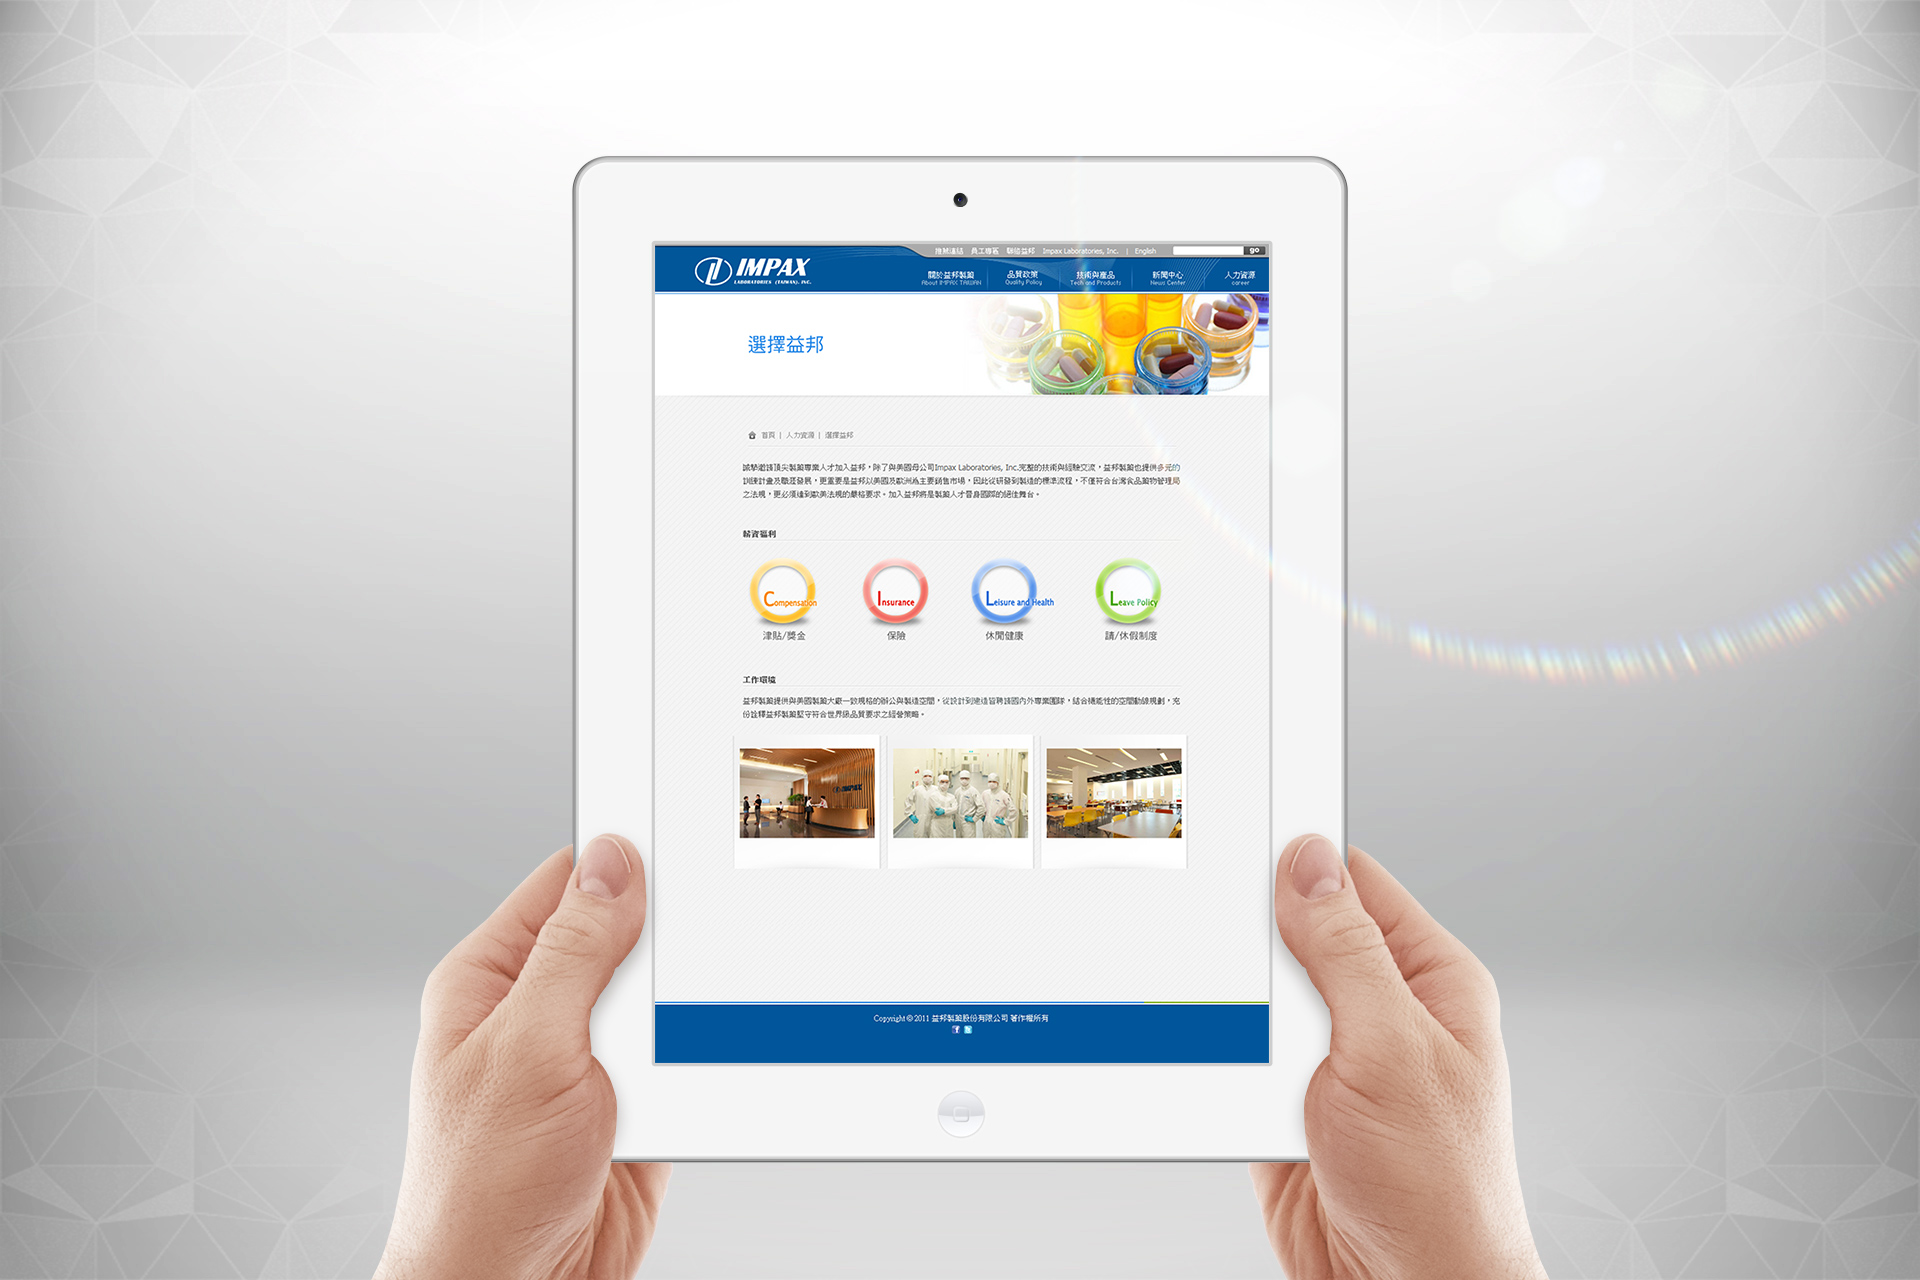 推薦連結 員工專區 聯絡益邦 Impax Laboratories, Inc. | English
go
IMPAX
LABORATORIES (TAIWAN), INC.
關於益邦製藥 品質政策 技術與產品 新聞中心 人力資源
About IMPAX TAIWAN Quality Policy Tech and Products News Center career
選擇益邦
首頁 | 人力資源 | 選擇益邦
誠摯邀請頂尖製藥專業人才加入益邦，除了與美國母公司Impax Laboratories, Inc.完整的技術與經驗交流，益邦製藥也提供多元的
訓練計畫及職涯發展，更重要是益邦以美國及歐洲為主要銷售市場，因此從研發到製造的標準流程，不僅符合台灣食品藥物管理局
之法規，更必須達到歐美法規的嚴格要求。加入益邦將是製藥人才晉身國際的絕佳舞台。
薪資福利
Compensation Insurance Leisure and Health Leave Policy
津貼/獎金 保險 休閒健康 請/休假制度
工作環境
益邦製藥提供與美國製藥大廠一致規格的辦公與製造空間，從設計到建造皆聘請國內外專業團隊，結合機能性的空間動線規劃，充
份詮釋益邦製藥堅守符合世界級品質要求之經營策略。
IMPAX
Copyright © 2011 益邦製藥股份有限公司 著作權所有